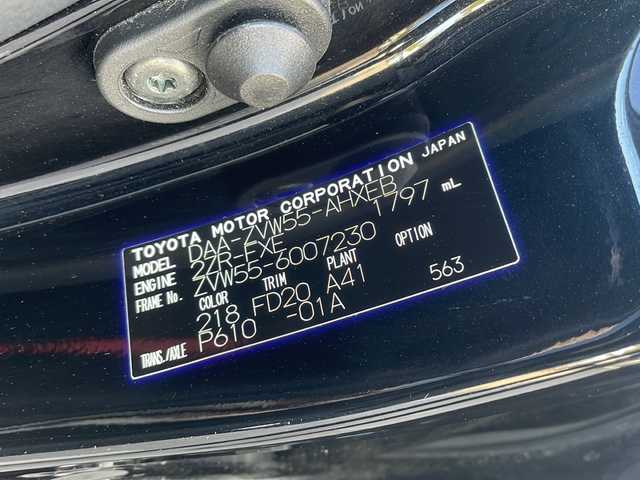 TOYOTA MOTOR CORPORATION JAPAN
MODEL DAA-ZVW55-AHXEB
ENGINE 2ZR-FXE 1797 mL
FRAME No. ZVW55-6007230
COLOR TRIM PLANT OPTION
218 FD20 A41 563
TRANS./AXLE P610 -01A